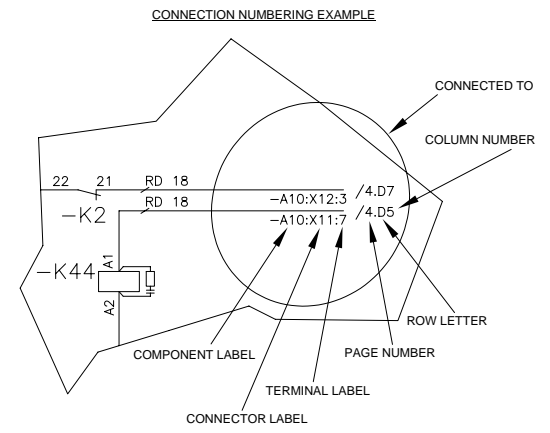 CONNECTION NUMBERING EXAMPLE
CONNECTED TO
COLUMN NUMBER
22 21 RD 18
-A10:X12:3 /4.D7
-K2
RD 18
-A10:X11:7 /4.D5
-K44
A1
A2
ROW LETTER
COMPONENT LABEL
PAGE NUMBER
TERMINAL LABEL
CONNECTOR LABEL